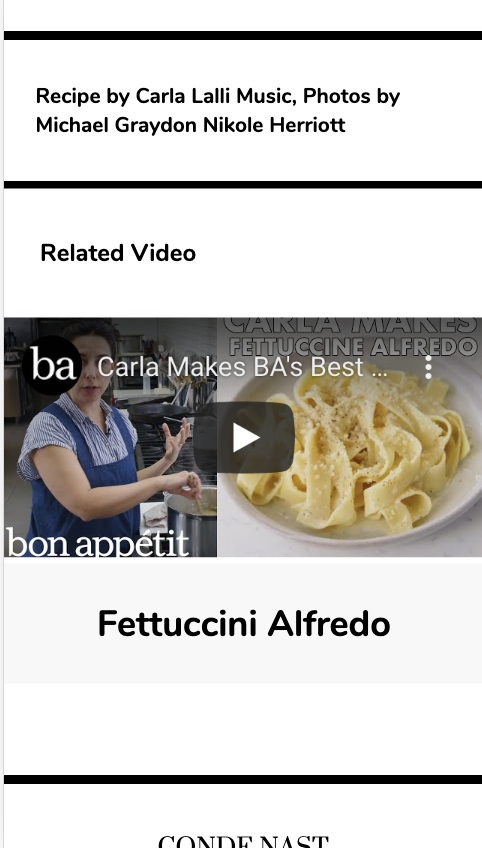 Recipe by Carla Lalli Music, Photos by
Michael Graydon Nikole Herriott
Related Video
CARLA MAKES
FETTUCCINE ALFREDO
ba
Carla Makes BA's Best ...
bon appétit
Fettuccini Alfredo
CONDE NAST